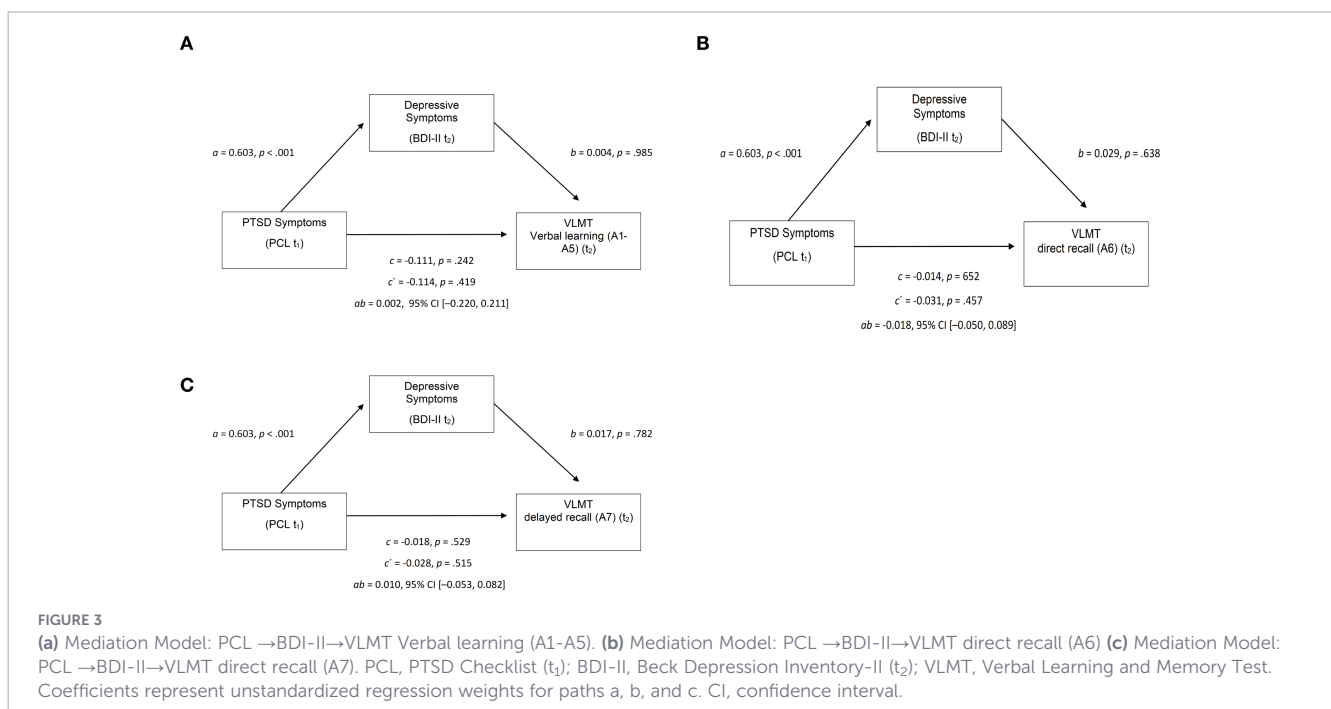 A
Depressive
Symptoms
(BDI-II t₂)
a = 0.603, p < .001
b = 0.004, p = .985
PTSD Symptoms
(PCL t₁)
VLMT
Verbal learning (A1-
A5) (t₂)
c = -0.111, p = .242
c´ = -0.114, p = .419
ab = 0.002, 95% CI [–0.220, 0.211]
B
Depressive
Symptoms
(BDI-II t₂)
a = 0.603, p < .001
b = 0.029, p = .638
PTSD Symptoms
(PCL t₁)
VLMT
direct recall (A6) (t₂)
c = -0.014, p = 652
c´ = -0.031, p = .457
ab = -0.018, 95% CI [–0.050, 0.089]
C
Depressive
Symptoms
(BDI-II t₂)
a = 0.603, p < .001
b = 0.017, p = .782
PTSD Symptoms
(PCL t₁)
VLMT
delayed recall (A7) (t₂)
c = -0.018, p = .529
c´ = -0.028, p = .515
ab = 0.010, 95% CI [–0.053, 0.082]
FIGURE 3
(a) Mediation Model: PCL →BDI-II→VLMT Verbal learning (A1-A5). (b) Mediation Model: PCL →BDI-II→VLMT direct recall (A6) (c) Mediation Model:
PCL →BDI-II→VLMT direct recall (A7). PCL, PTSD Checklist (t₁); BDI-II, Beck Depression Inventory-II (t₂); VLMT, Verbal Learning and Memory Test.
Coefficients represent unstandardized regression weights for paths a, b, and c. CI, confidence interval.